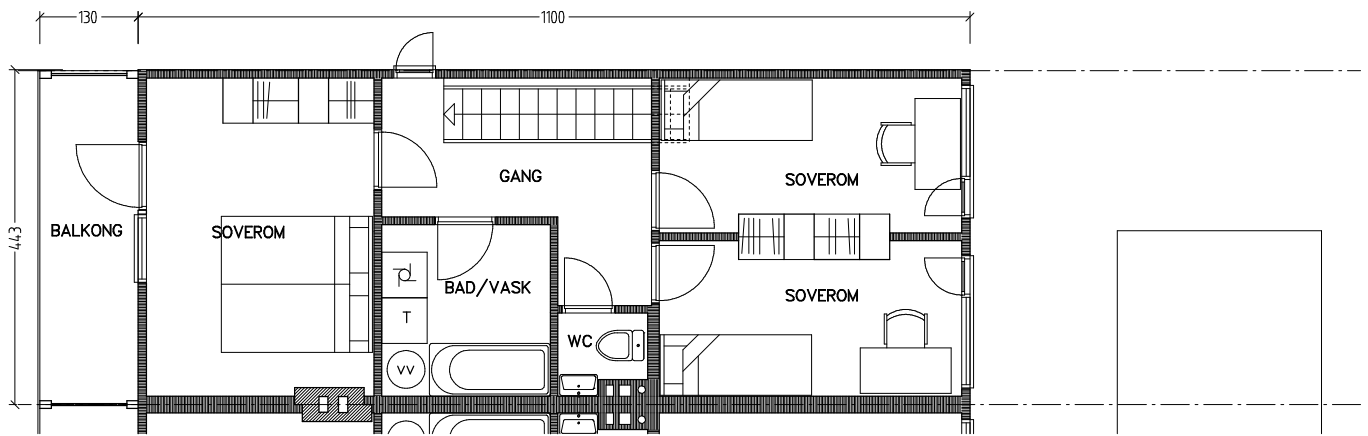 130
1100
443
BALKONG
SOVEROM
GANG
SOVEROM
BAD/VASK
SOVEROM
T
WC
VV